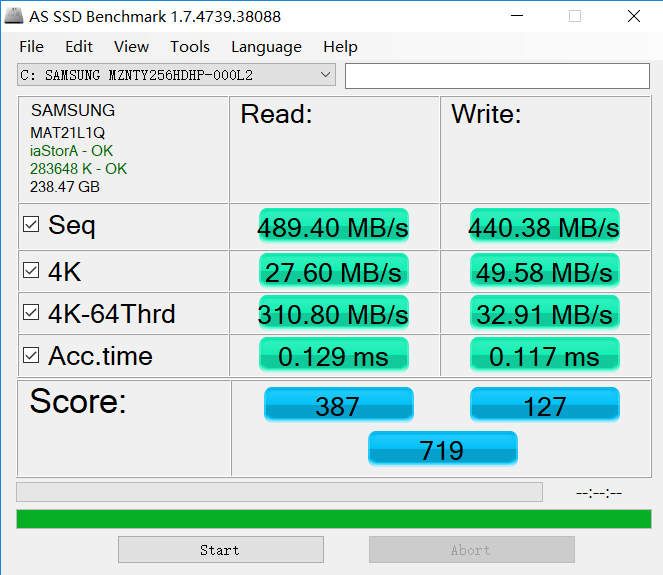 AS SSD Benchmark 1.7.4739.38088
File Edit View Tools Language Help
C: SAMSUNG MZNTY256HDHP-000L2
SAMSUNG
MAT21L1Q
iaStorA - OK
283648 K - OK
238.47 GB
Read:
Write:
Seq 489.40 MB/s 440.38 MB/s
4K 27.60 MB/s 49.58 MB/s
4K-64Thrd 310.80 MB/s 32.91 MB/s
Acc.time 0.129 ms 0.117 ms
Score: 387 127
719
--:--:--
Start Abort